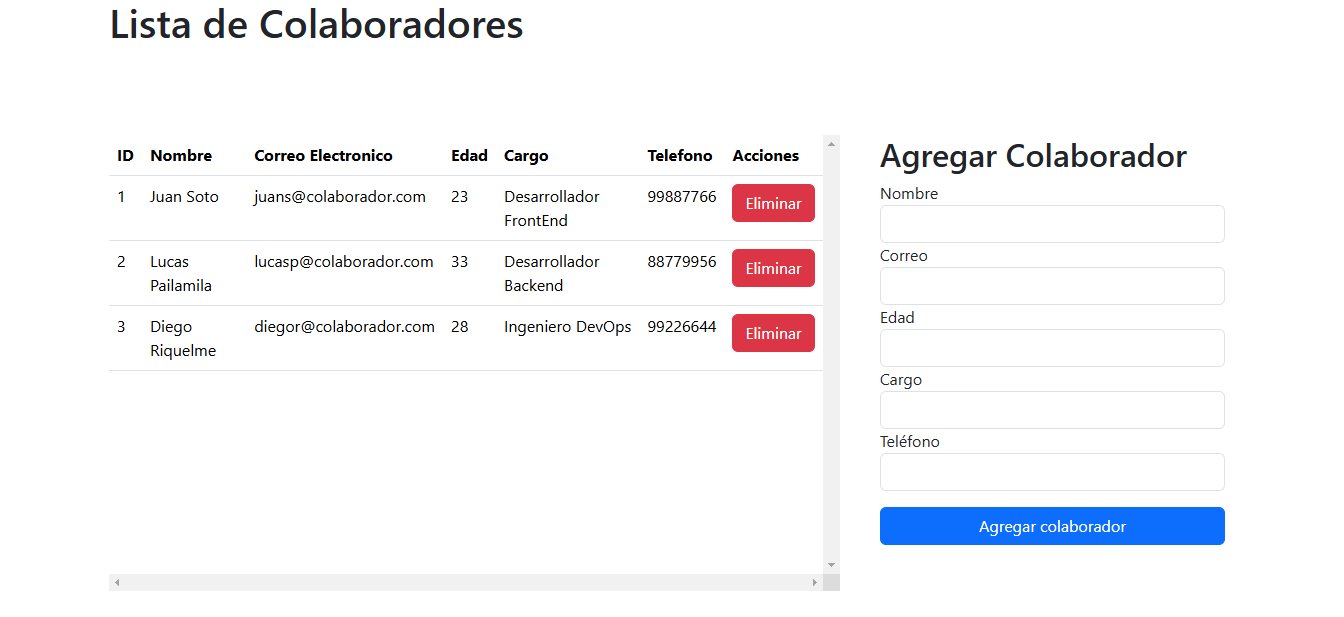 Lista de Colaboradores
ID Nombre Correo Electronico Edad Cargo Telefono Acciones
1 Juan Soto juans@colaborador.com 23 Desarrollador 99887766 Eliminar
FrontEnd
2 Lucas lucasp@colaborador.com 33 Desarrollador 88779956 Eliminar
Pailamila Backend
3 Diego diegor@colaborador.com 28 Ingeniero DevOps 99226644 Eliminar
Riquelme
Agregar Colaborador
Nombre
Correo
Edad
Cargo
Teléfono
Agregar colaborador